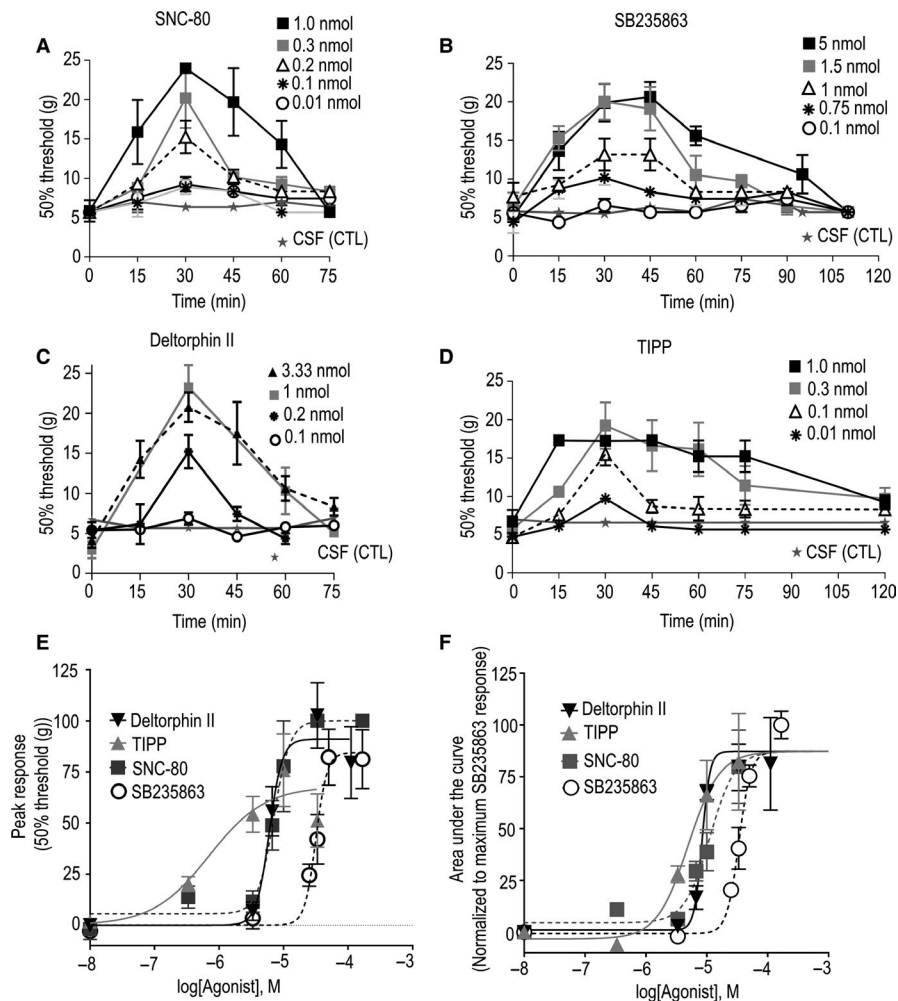 SNC-80
A
1.0 nmol
0.3 nmol
0.2 nmol
0.1 nmol
0.01 nmol
25
20
15
10
5
0
50% threshold (g)
CSF (CTL)
0 15 30 45 60 75
Time (min)
SB235863
B
5 nmol
1.5 nmol
1 nmol
0.75 nmol
0.1 nmol
25
20
15
10
5
0
50% threshold (g)
CSF (CTL)
0 15 30 45 60 75 90 105 120
Time (min)
Deltorphin II
C
3.33 nmol
1 nmol
0.2 nmol
0.1 nmol
25
20
15
10
5
0
50% threshold (g)
CSF (CTL)
0 15 30 45 60 75
Time (min)
TIPP
D
1.0 nmol
0.3 nmol
0.1 nmol
0.01 nmol
25
20
15
10
5
0
50% threshold (g)
CSF (CTL)
0 15 30 45 60 75 90 105 120
Time (min)
E
125
100
75
50
25
0
Peak response
(50% threshold (g))
Deltorphin II
TIPP
SNC-80
SB235863
–8 –7 –6 –5 –4 –3
log[Agonist], M
F
125
100
75
50
25
0
Area under the curve
(Normalized to maximum SB235863 response)
Deltorphin II
TIPP
SNC-80
SB235863
–8 –7 –6 –5 –4 –3
log[Agonist], M